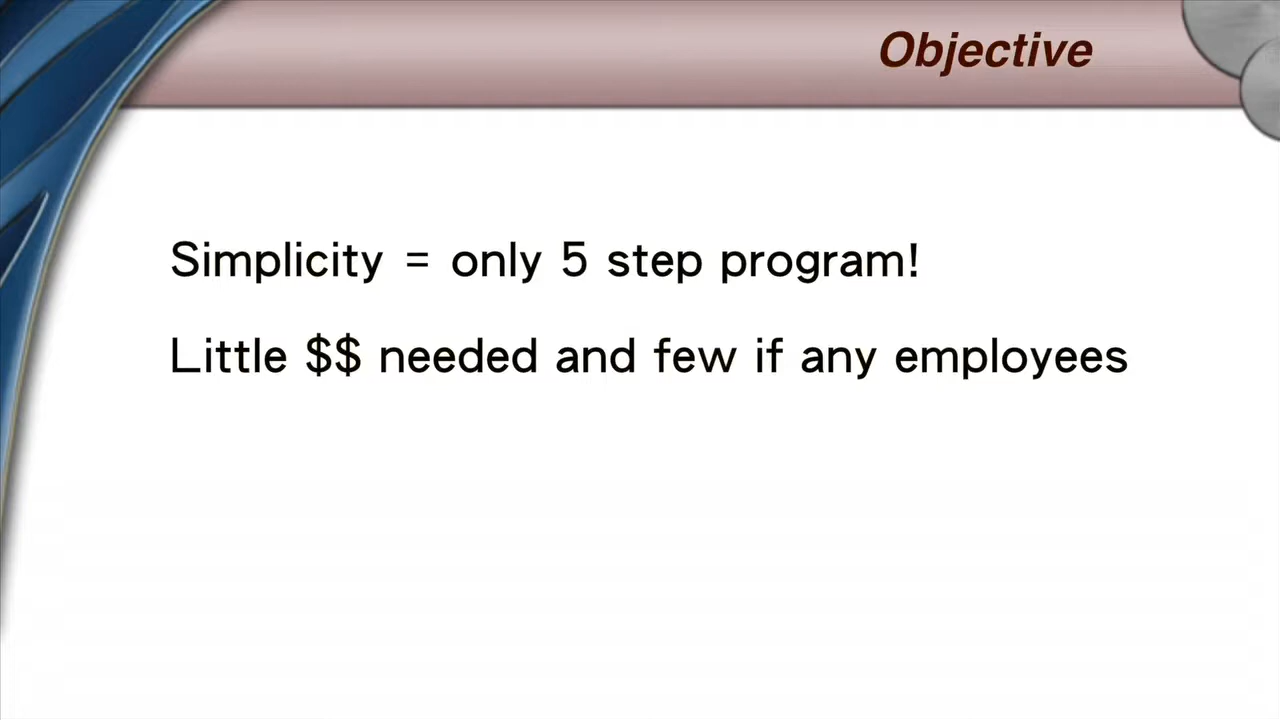 Objective
Simplicity = only 5 step program!
Little $$ needed and few if any employees